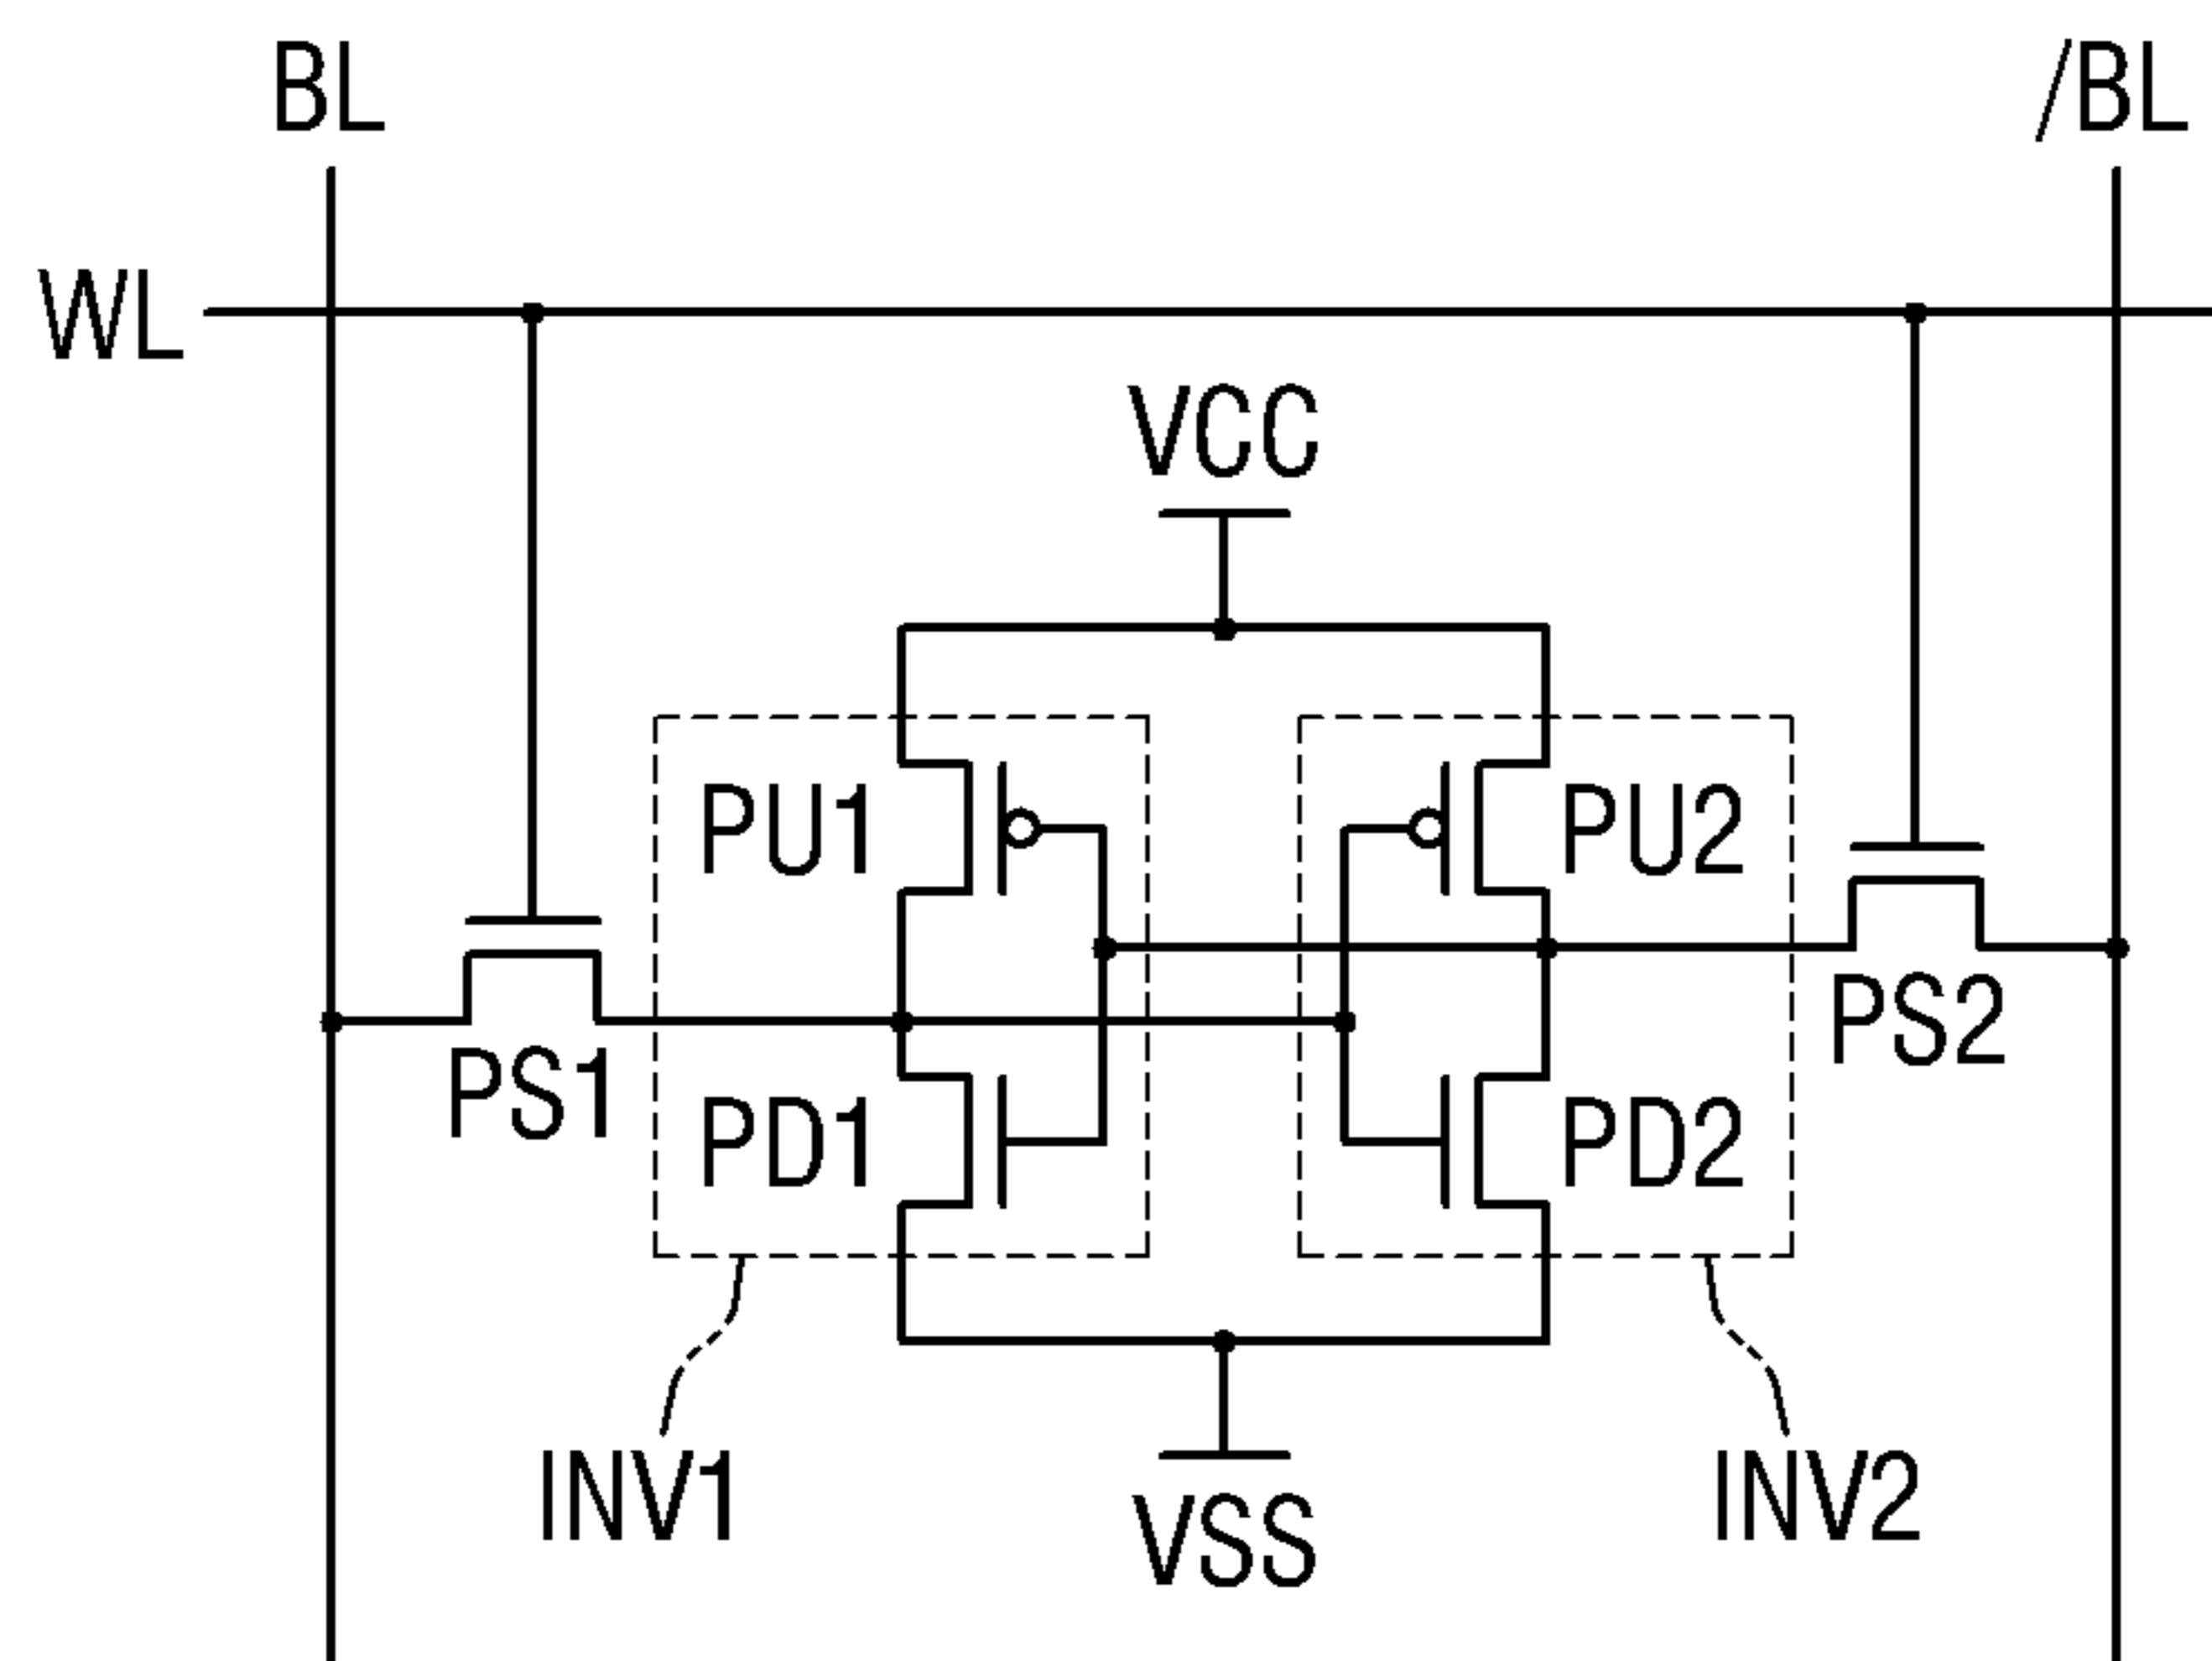 BL
/BL
WL
VCC
PU1
PU2
PS1
PS2
PD1
PD2
INV1
INV2
VSS